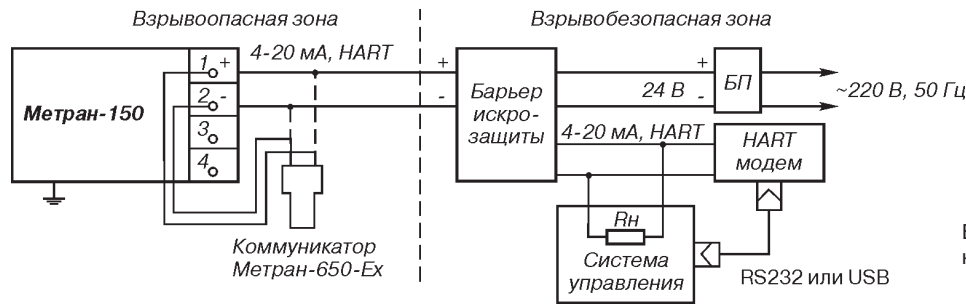 Взрывоопасная зона
Взрывобезопасная зона
4-20 мА, HART
Метран-150
1 +
2 -
3
4
+
-
Барьер
искро-
защиты
+
24 В
-
БП
~220 В, 50 Гц
4-20 мА, HART
HART
модем
Rн
Система
управления
RS232 или USB
Коммуникатор
Метран-650-Ex